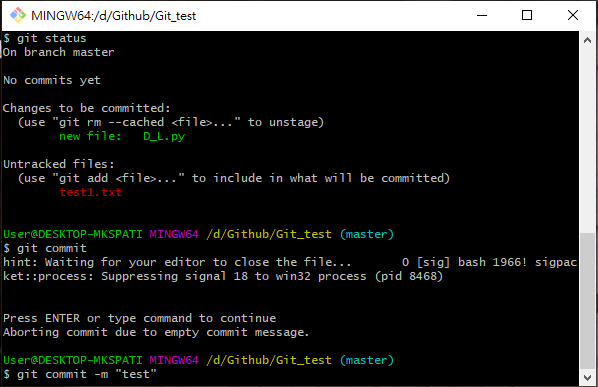 MINGW64:/d/Github/Git_test
$ git status
On branch master
No commits yet
Changes to be committed:
(use "git rm --cached <file>..." to unstage)
new file: D_L.py
Untracked files:
(use "git add <file>..." to include in what will be committed)
test1.txt
User@DESKTOP-MKSPATI MINGW64 /d/Github/Git_test (master)
$ git commit
hint: Waiting for your editor to close the file... 0 [sig] bash 1966! sigpac
ket::process: Suppressing signal 18 to win32 process (pid 8468)
Press ENTER or type command to continue
Aborting commit due to empty commit message.
User@DESKTOP-MKSPATI MINGW64 /d/Github/Git_test (master)
$ git commit -m "test"